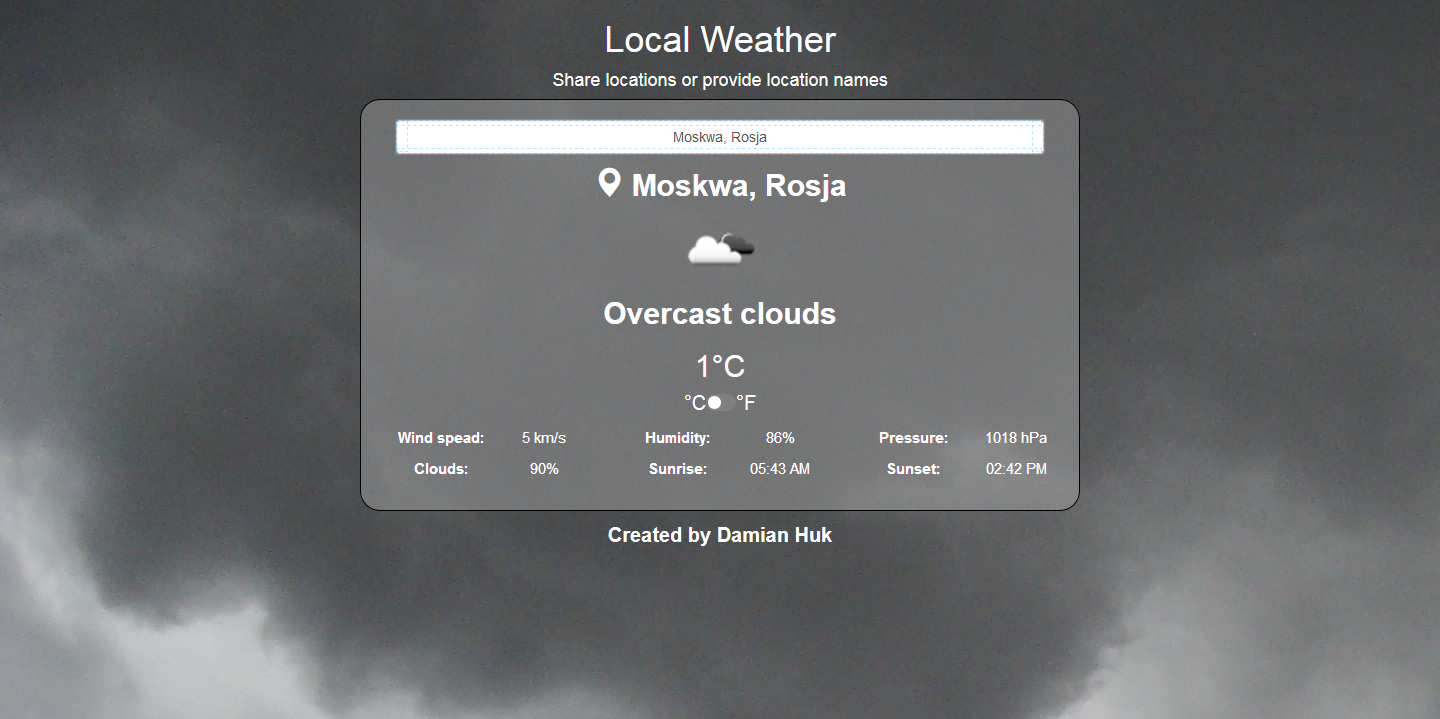 Local Weather
Share locations or provide location names
Moskwa, Rosja
Moskwa, Rosja
Overcast clouds
1°C
°C °F
Wind spead: 5 km/s Humidity: 86% Pressure: 1018 hPa
Clouds: 90% Sunrise: 05:43 AM Sunset: 02:42 PM
Created by Damian Huk